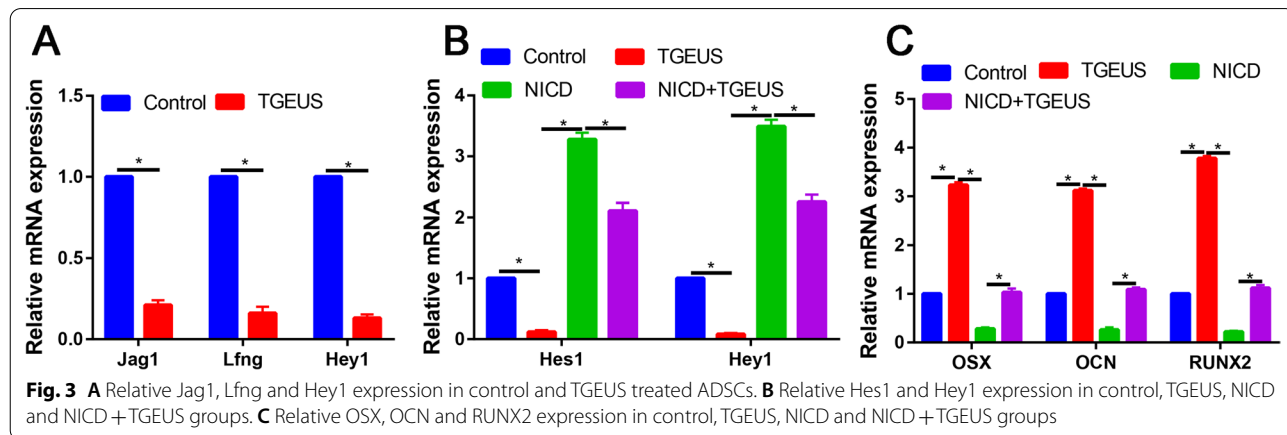 A
Control TGEUS
Relative mRNA expression
1.5
1.0
0.5
0.0
* * *
Jag1 Lfng Hey1
B
Control TGEUS
NICD NICD+TGEUS
Relative mRNA expression
4
3
2
1
0
* * * *
* *
Hes1 Hey1
C
Control TGEUS NICD
NICD+TGEUS
Relative mRNA expression
5
4
3
2
1
0
* * * * * *
* * *
OSX OCN RUNX2
Fig. 3 A Relative Jag1, Lfng and Hey1 expression in control and TGEUS treated ADSCs. B Relative Hes1 and Hey1 expression in control, TGEUS, NICD
and NICD + TGEUS groups. C Relative OSX, OCN and RUNX2 expression in control, TGEUS, NICD and NICD + TGEUS groups